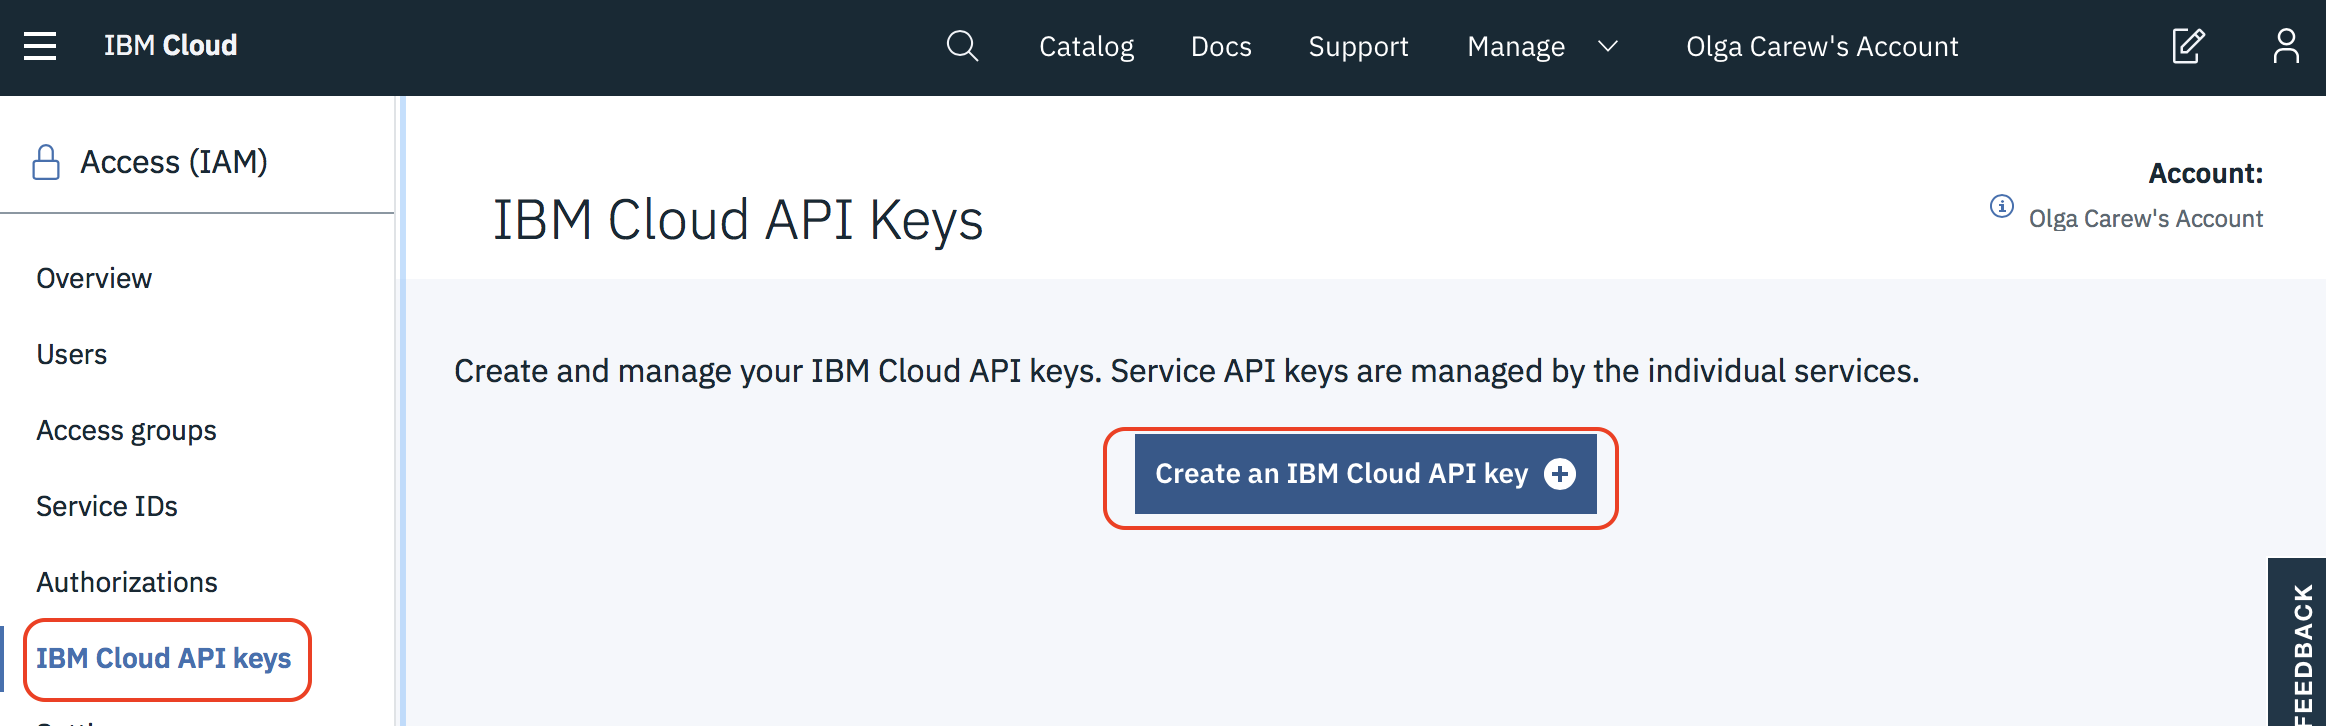 IBM Cloud
Catalog
Docs
Support
Manage
Olga Carew's Account
Access (IAM)
Overview
Users
Access groups
Service IDs
Authorizations
IBM Cloud API keys
IBM Cloud API Keys
Account:
Olga Carew's Account
Create and manage your IBM Cloud API keys. Service API keys are managed by the individual services.
Create an IBM Cloud API key
FEEDBACK